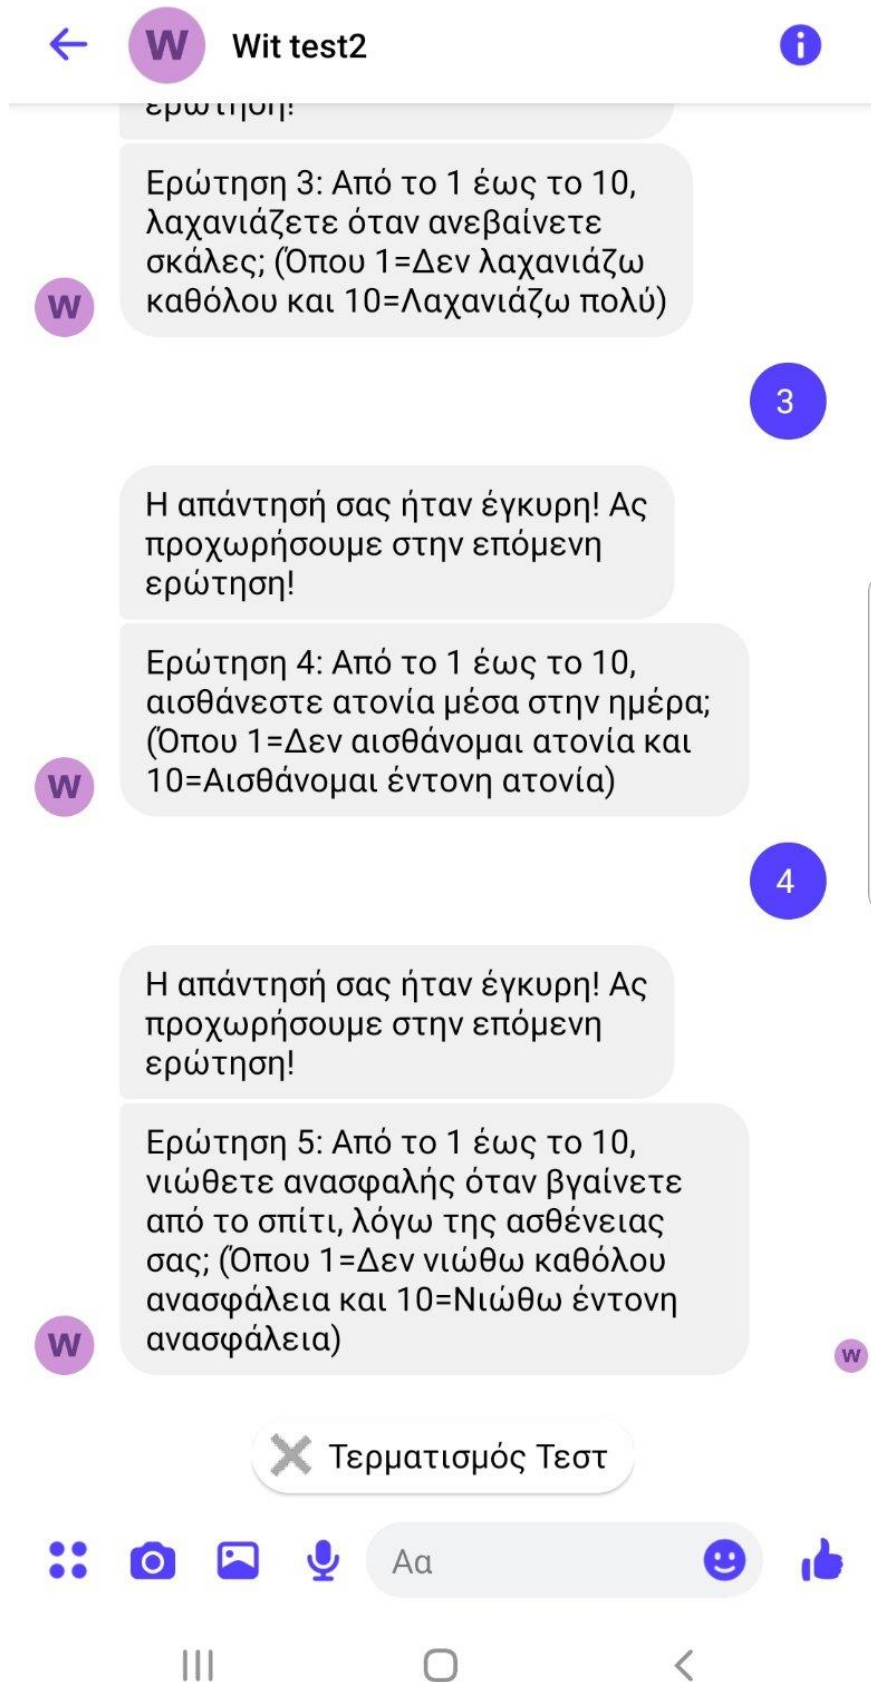 W
Wit test2
ερώτηση!
Ερώτηση 3: Από το 1 έως το 10,
λαχανιάζετε όταν ανεβαίνετε
σκάλες; (Όπου 1=Δεν λαχανιάζω
καθόλου και 10=Λαχανιάζω πολύ)
W
3
Η απάντησή σας ήταν έγκυρη! Ας
προχωρήσουμε στην επόμενη
ερώτηση!
Ερώτηση 4: Από το 1 έως το 10,
αισθάνεστε ατονία μέσα στην ημέρα;
(Όπου 1=Δεν αισθάνομαι ατονία και
10=Αισθάνομαι έντονη ατονία)
W
4
Η απάντησή σας ήταν έγκυρη! Ας
προχωρήσουμε στην επόμενη
ερώτηση!
Ερώτηση 5: Από το 1 έως το 10,
νιώθετε ανασφαλής όταν βγαίνετε
από το σπίτι, λόγω της ασθένειας
σας; (Όπου 1=Δεν νιώθω καθόλου
ανασφάλεια και 10=Νιώθω έντονη
ανασφάλεια)
W
W
Τερματισμός Τεστ
Αα